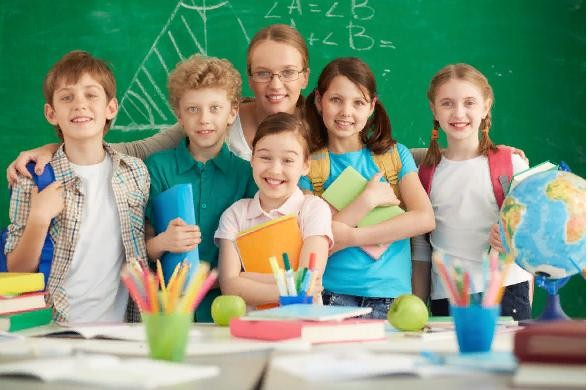 ∠A = ∠B
+ ∠B =